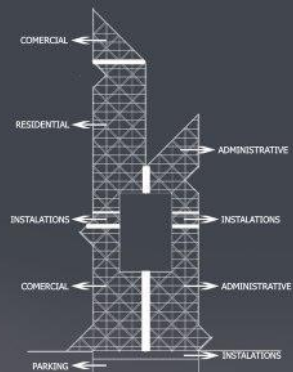 COMERCIAL
RESIDENTIAL
ADMINISTRATIVE
INSTALATIONS
INSTALATIONS
COMERCIAL
ADMINISTRATIVE
INSTALATIONS
PARKING